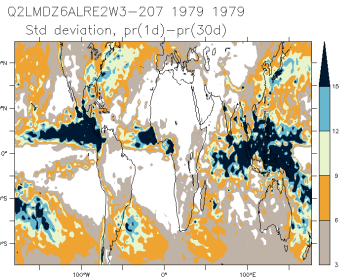 Q2LMDZ6ALRE2W3-207 1979 1979
Std deviation, pr(1d)-pr(30d)
15
12
9
6
3
0°
100°W
0°
100°E